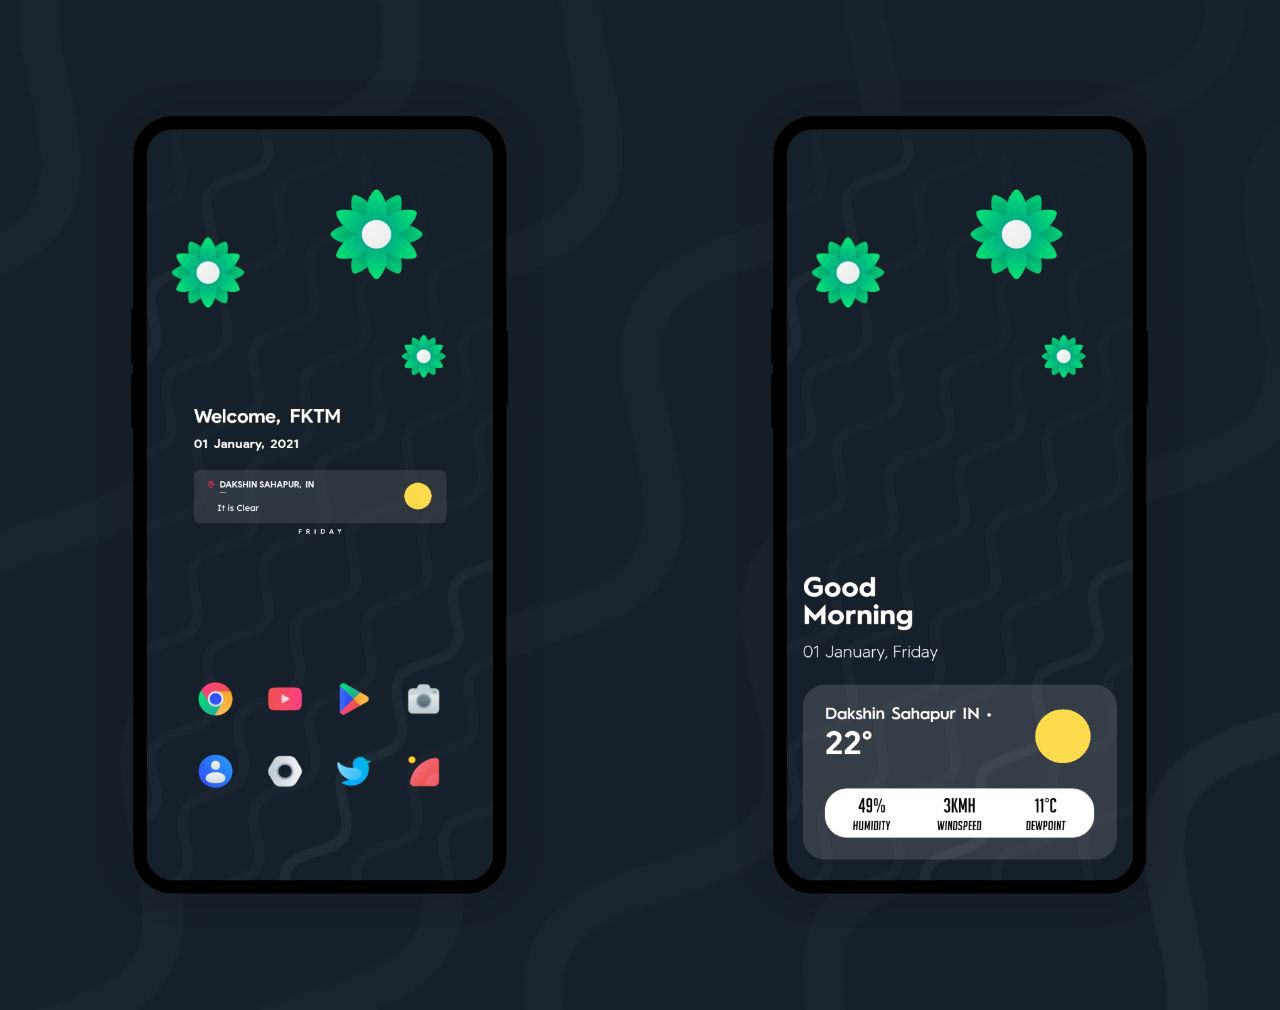 Welcome, FKTM
01 January, 2021
DAKSHIN SAHAPUR, IN
It is Clear
FRIDAY
Good
Morning
01 January, Friday
Dakshin Sahapur IN •
22°
49% 3KMH 11°C
HUMIDITY WINDSPEED DEWPOINT